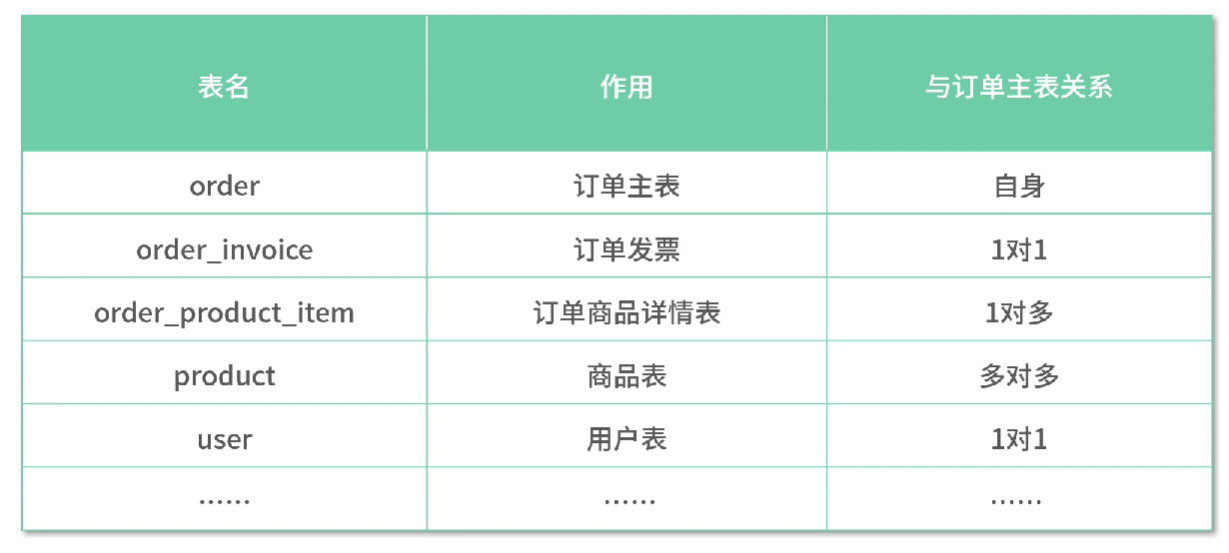 表名 作用 与订单主表关系
order 订单主表 自身
order_invoice 订单发票 1对1
order_product_item 订单商品详情表 1对多
product 商品表 多对多
user 用户表 1对1
…… …… ……